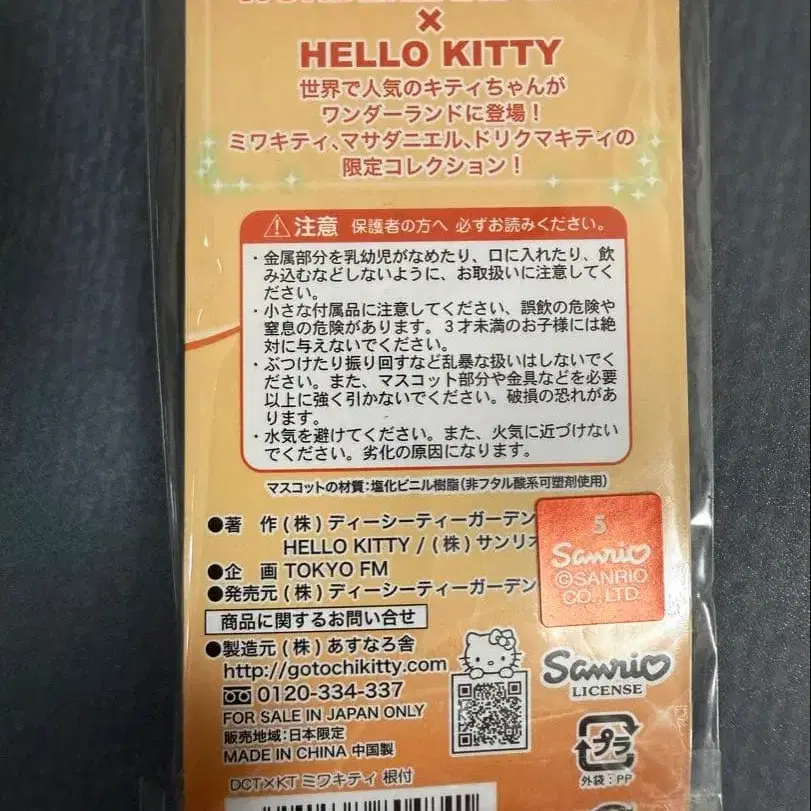 ×
HELLO KITTY
世界で人気のキティちゃんが
ワンダーランドに登場！
ミワキティ、マサダニエル、ドリクマキティの
限定コレクション！
注意 保護者の方へ 必ずお読みください。
・金属部分を乳幼児がなめたり、口に入れたり、飲
み込むなどしないように、お取扱いに注意してく
ださい。
・小さな付属品に注意してください、誤飲の危険や
窒息の危険があります。３才未満のお子様には絶
対に与えないでください。
・ぶつけたり振り回すなど乱暴な扱いはしないでく
ださい。また、マスコット部分や金具などを必要
以上に強く引かないでください。破損の恐れがあ
ります。
・水気を避けてください。また、火気に近づけない
でください。劣化の原因になります。
マスコットの材質：塩化ビニル樹脂（非フタル酸系可塑剤使用）
●著 作 (株) ディーシーティーガーデン
HELLO KITTY / (株) サンリオ
●企 画 TOKYO FM
●発売元 (株) ディーシーティーガーデン
5
Sanrio
©SANRIO
CO., LTD.
商品に関するお問い合せ
●製造元 (株) あすなろ舎
http://gotochikitty.com
0120-334-337
FOR SALE IN JAPAN ONLY
販売地域：日本限定
MADE IN CHINA 中国製
Sanrio
LICENSE
プラ
外袋：PP
DCT×KT ミワキティ 根付